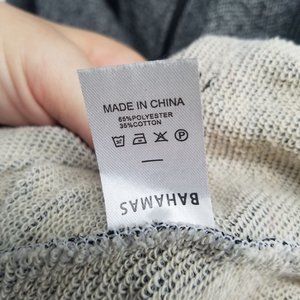 MADE IN CHINA
65%POLYESTER
35%COTTON
P
BAHAMAS